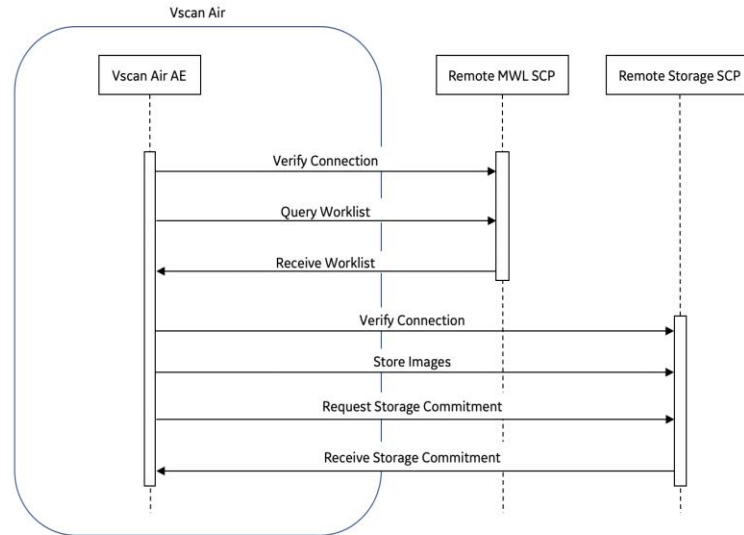 Vscan Air
Vscan Air AE
Remote MWL SCP
Remote Storage SCP
Verify Connection
Query Worklist
Receive Worklist
Verify Connection
Store Images
Request Storage Commitment
Receive Storage Commitment